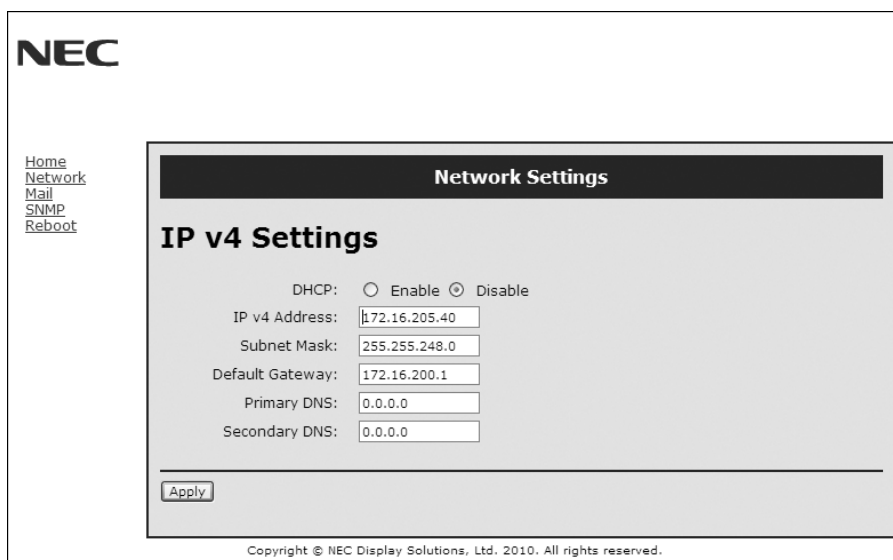 NEC
Home
Network
Mail
SNMP
Reboot
Network Settings
IP v4 Settings
DHCP: Enable Disable
IP v4 Address: 172.16.205.40
Subnet Mask: 255.255.248.0
Default Gateway: 172.16.200.1
Primary DNS: 0.0.0.0
Secondary DNS: 0.0.0.0
Apply
Copyright © NEC Display Solutions, Ltd. 2010. All rights reserved.